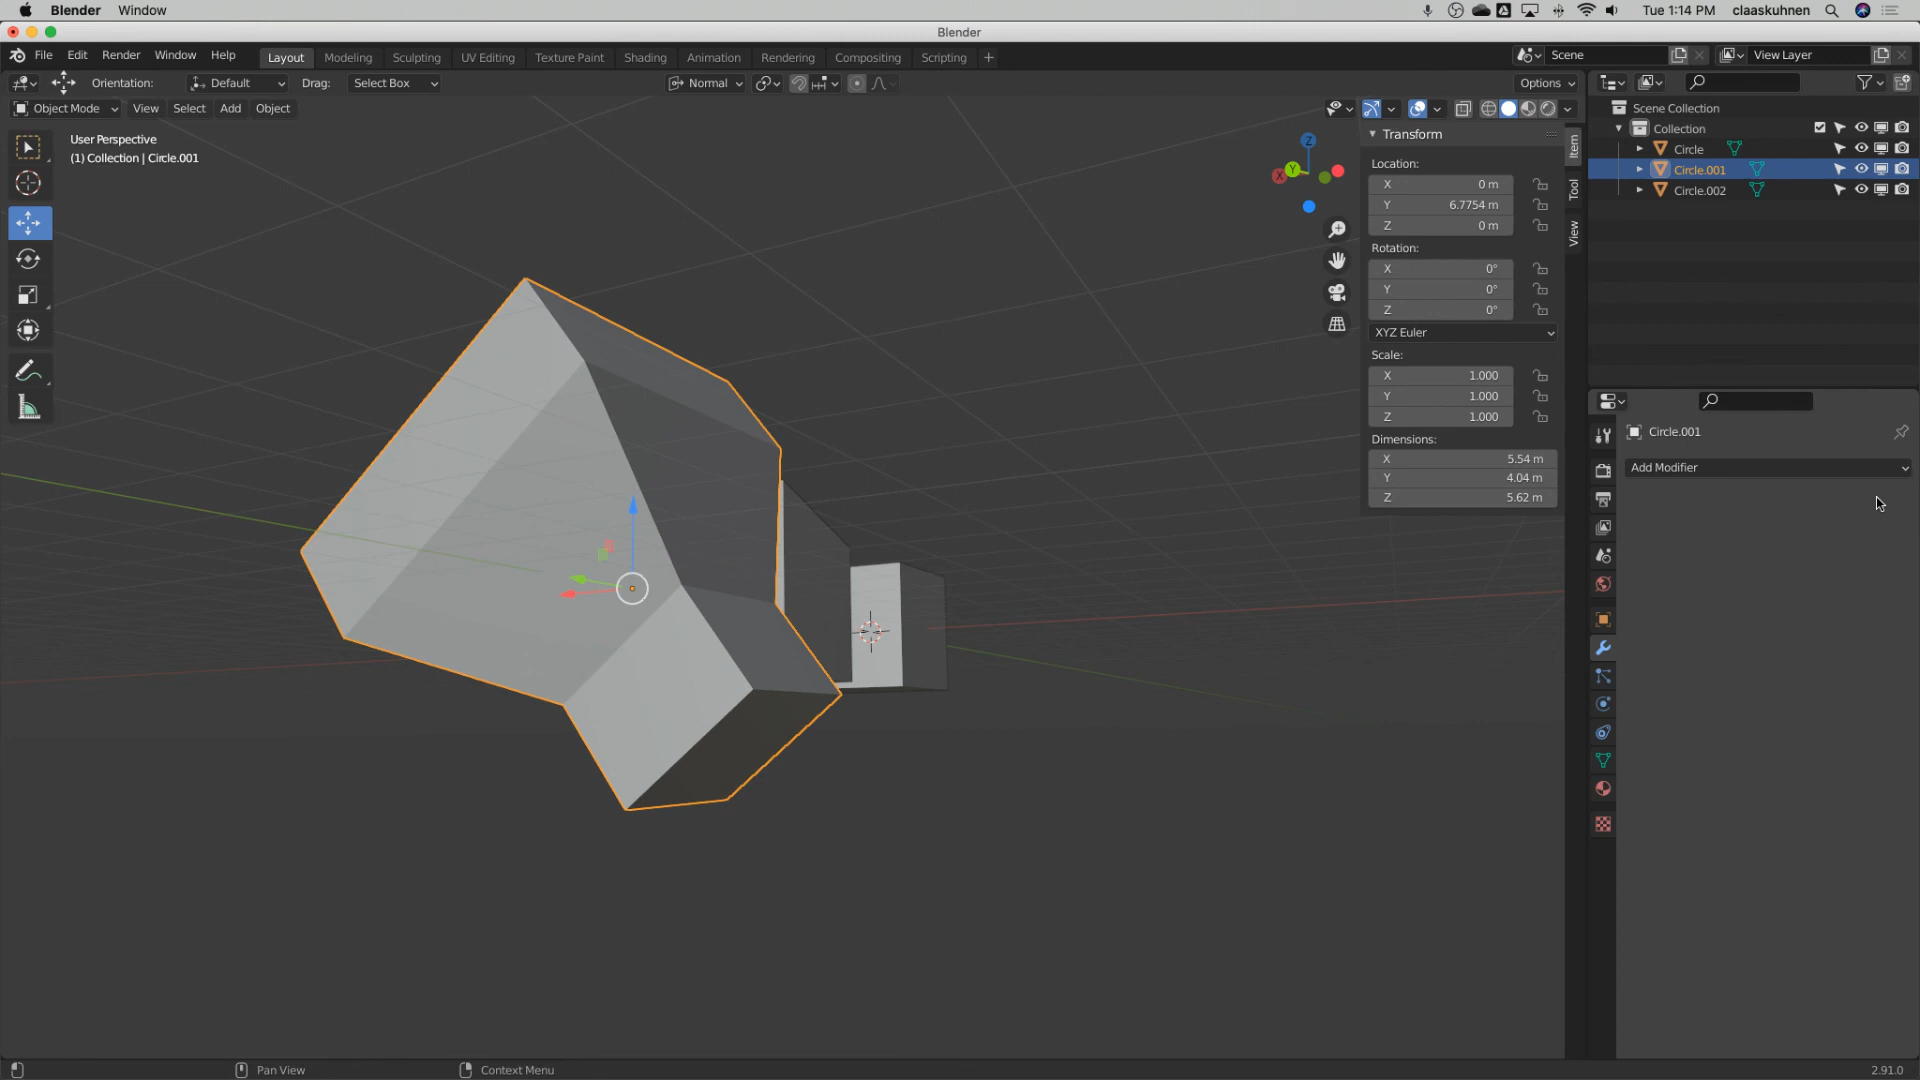 Blender Window Tue 1:14 PM claaskuhnen
Blender
File Edit Render Window Help Layout Modeling Sculpting UV Editing Texture Paint Shading Animation Rendering Compositing Scripting + Scene View Layer
Orientation: Default Drag: Select Box Normal Options
Object Mode View Select Add Object
User Perspective
(1) Collection | Circle.001
Z
Y
X
Transform
Location:
X 0 m
Y 6.7754 m
Z 0 m
Rotation:
X 0°
Y 0°
Z 0°
XYZ Euler
Scale:
X 1.000
Y 1.000
Z 1.000
Dimensions:
X 5.54 m
Y 4.04 m
Z 5.62 m
Item
Tool
View
Scene Collection
Collection
Circle
Circle.001
Circle.002
Circle.001
Add Modifier
Pan View Context Menu 2.91.0